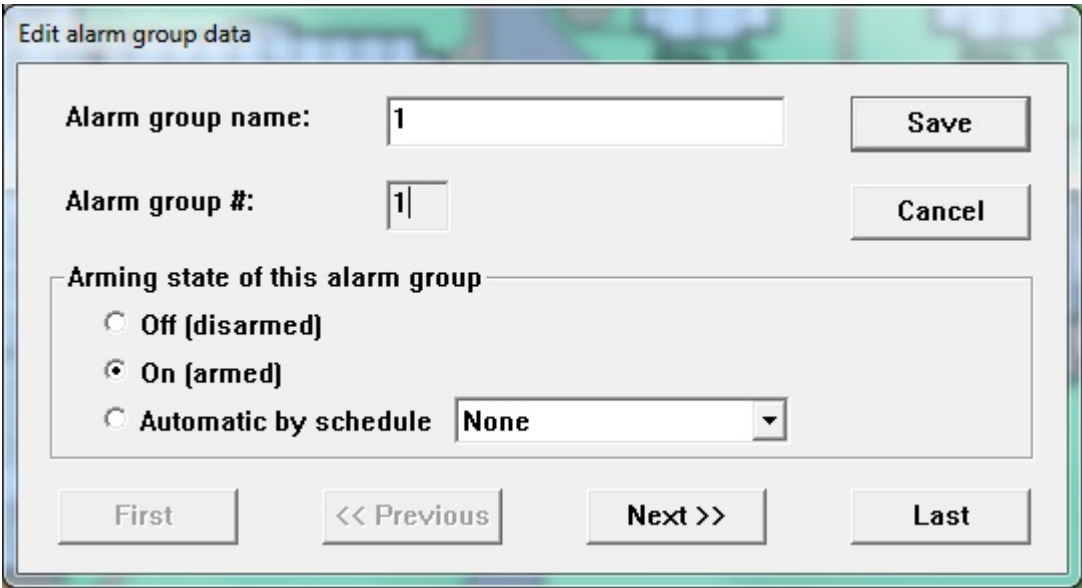 Edit alarm group data
Alarm group name: 1
Save
Alarm group #: 1
Cancel
Arming state of this alarm group
Off (disarmed)
On (armed)
Automatic by schedule None
First << Previous Next >> Last